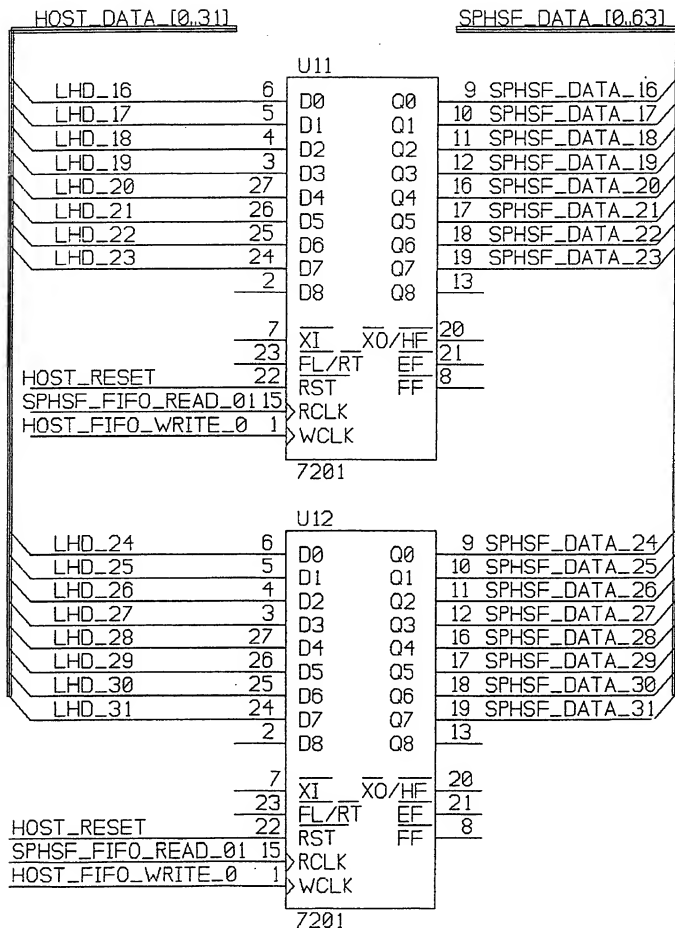 HOST_DATA_[0..31] SPHSF_DATA_[0..63]
U11
LHD_16 6 D0 Q0 9 SPHSF_DATA_16
LHD_17 5 D1 Q1 10 SPHSF_DATA_17
LHD_18 4 D2 Q2 11 SPHSF_DATA_18
LHD_19 3 D3 Q3 12 SPHSF_DATA_19
LHD_20 27 D4 Q4 16 SPHSF_DATA_20
LHD_21 26 D5 Q5 17 SPHSF_DATA_21
LHD_22 25 D6 Q6 18 SPHSF_DATA_22
LHD_23 24 D7 Q7 19 SPHSF_DATA_23
2 D8 Q8 13
7 XI XO/HF 20
23 FL/RT EF 21
HOST_RESET 22 RST FF 8
SPHSF_FIFO_READ_01 15 RCLK
HOST_FIFO_WRITE_0 1 WCLK
7201
U12
LHD_24 6 D0 Q0 9 SPHSF_DATA_24
LHD_25 5 D1 Q1 10 SPHSF_DATA_25
LHD_26 4 D2 Q2 11 SPHSF_DATA_26
LHD_27 3 D3 Q3 12 SPHSF_DATA_27
LHD_28 27 D4 Q4 16 SPHSF_DATA_28
LHD_29 26 D5 Q5 17 SPHSF_DATA_29
LHD_30 25 D6 Q6 18 SPHSF_DATA_30
LHD_31 24 D7 Q7 19 SPHSF_DATA_31
2 D8 Q8 13
7 XI XO/HF 20
23 FL/RT EF 21
HOST_RESET 22 RST FF 8
SPHSF_FIFO_READ_01 15 RCLK
HOST_FIFO_WRITE_0 1 WCLK
7201